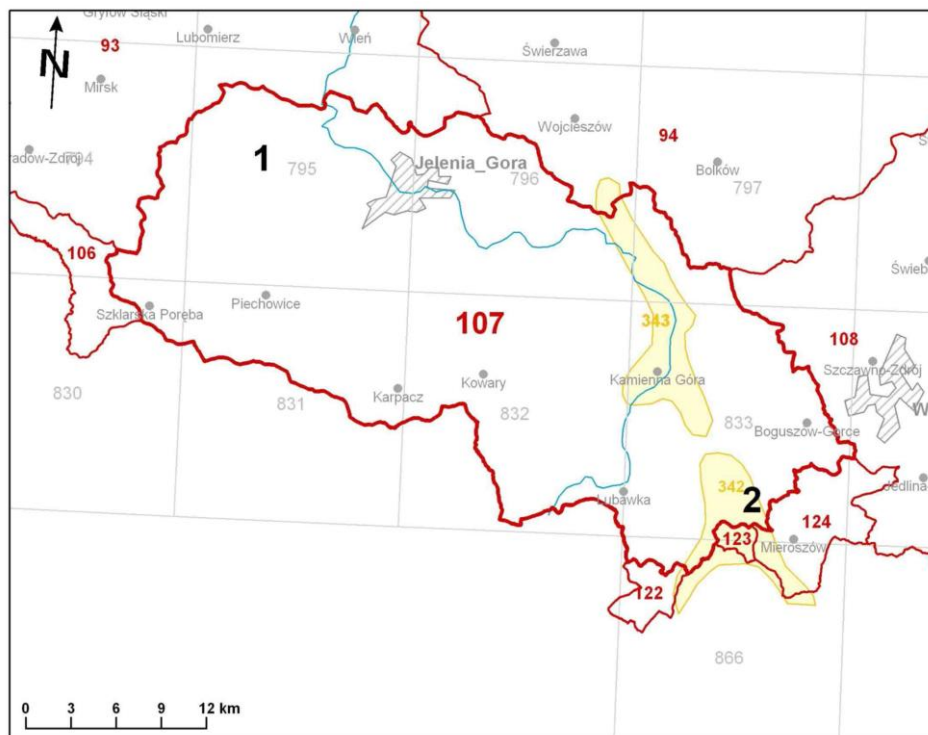 Gryfów Śląski
93
Lubomierz
Wleń
Świerzawa
Mirsk
Wojcieszów
94
1
Jelenia_Gora
795
796
Bolków
797
106
Szklarska Poręba
Piechowice
107
343
108
Szczawno-Zdrój
Kamienna Góra
830
831
Karpacz
Kowary
832
833
Boguszów-Gorce
342
2
Lubawka
124
123
Mieroszów
122
866
N
0 3 6 9 12 km